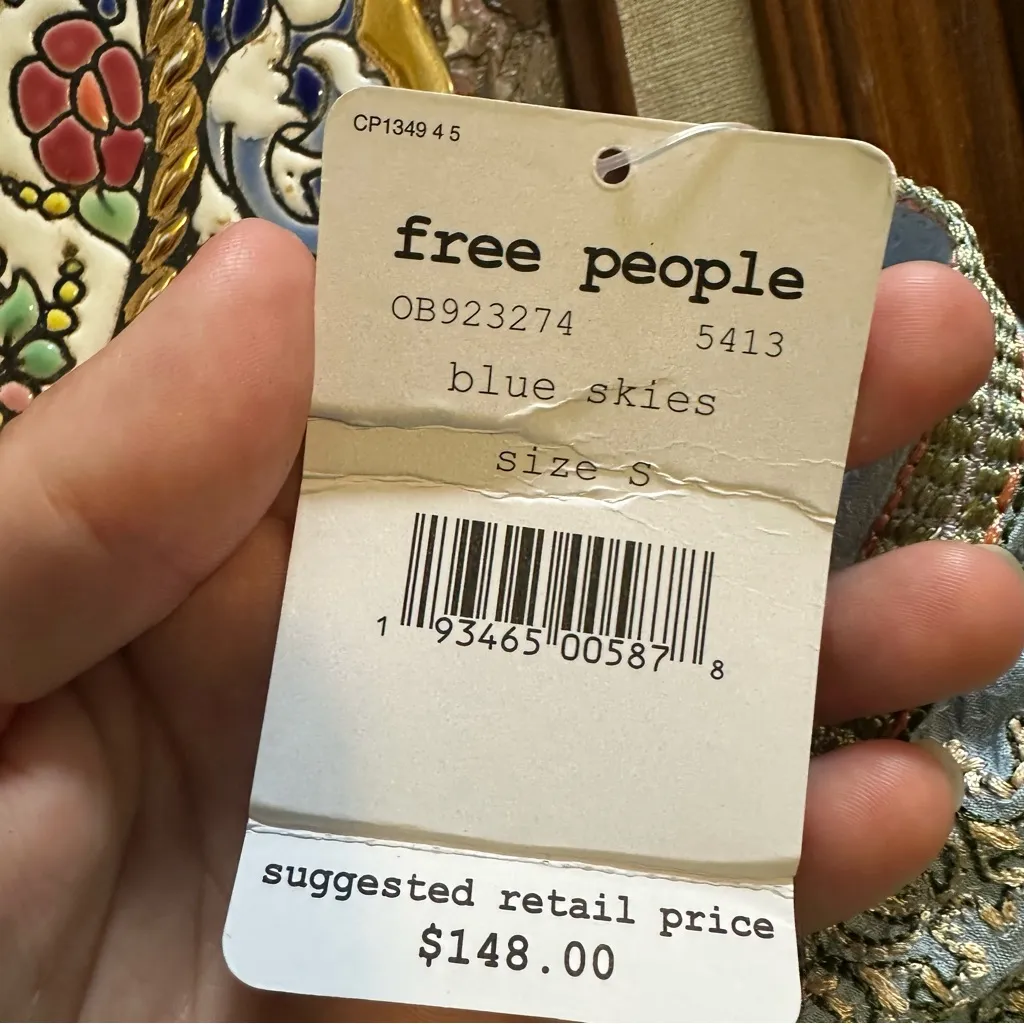 CP1349 4 5
free people
OB923274 5413
blue skies
size S
1 93465 00587 8
suggested retail price
$148.00